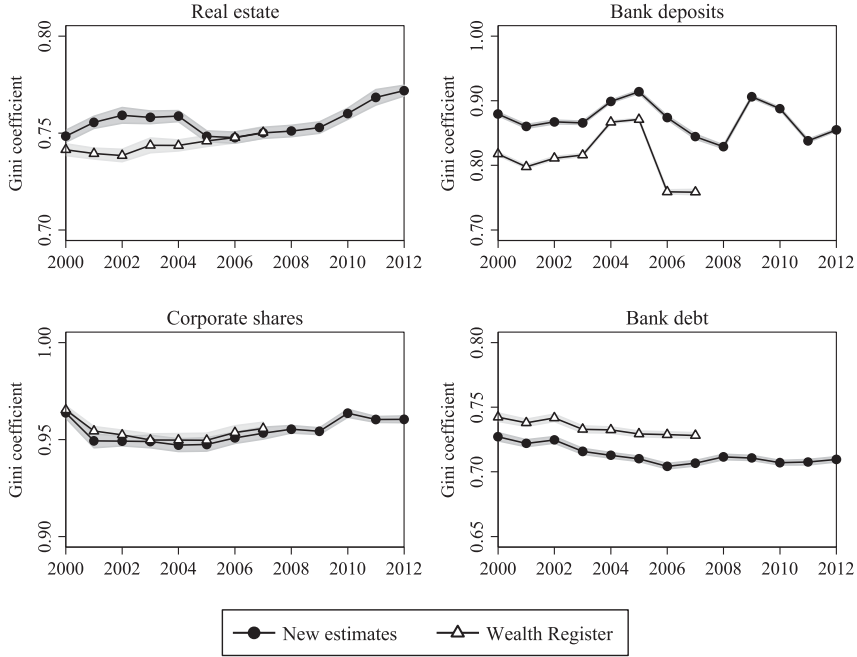 Real estate
Gini coefficient
0.80
0.75
0.70
2000 2002 2004 2006 2008 2010 2012
Bank deposits
Gini coefficient
1.00
0.90
0.80
0.70
2000 2002 2004 2006 2008 2010 2012
Corporate shares
Gini coefficient
1.00
0.95
0.90
2000 2002 2004 2006 2008 2010 2012
Bank debt
Gini coefficient
0.80
0.75
0.70
0.65
2000 2002 2004 2006 2008 2010 2012
New estimates Wealth Register